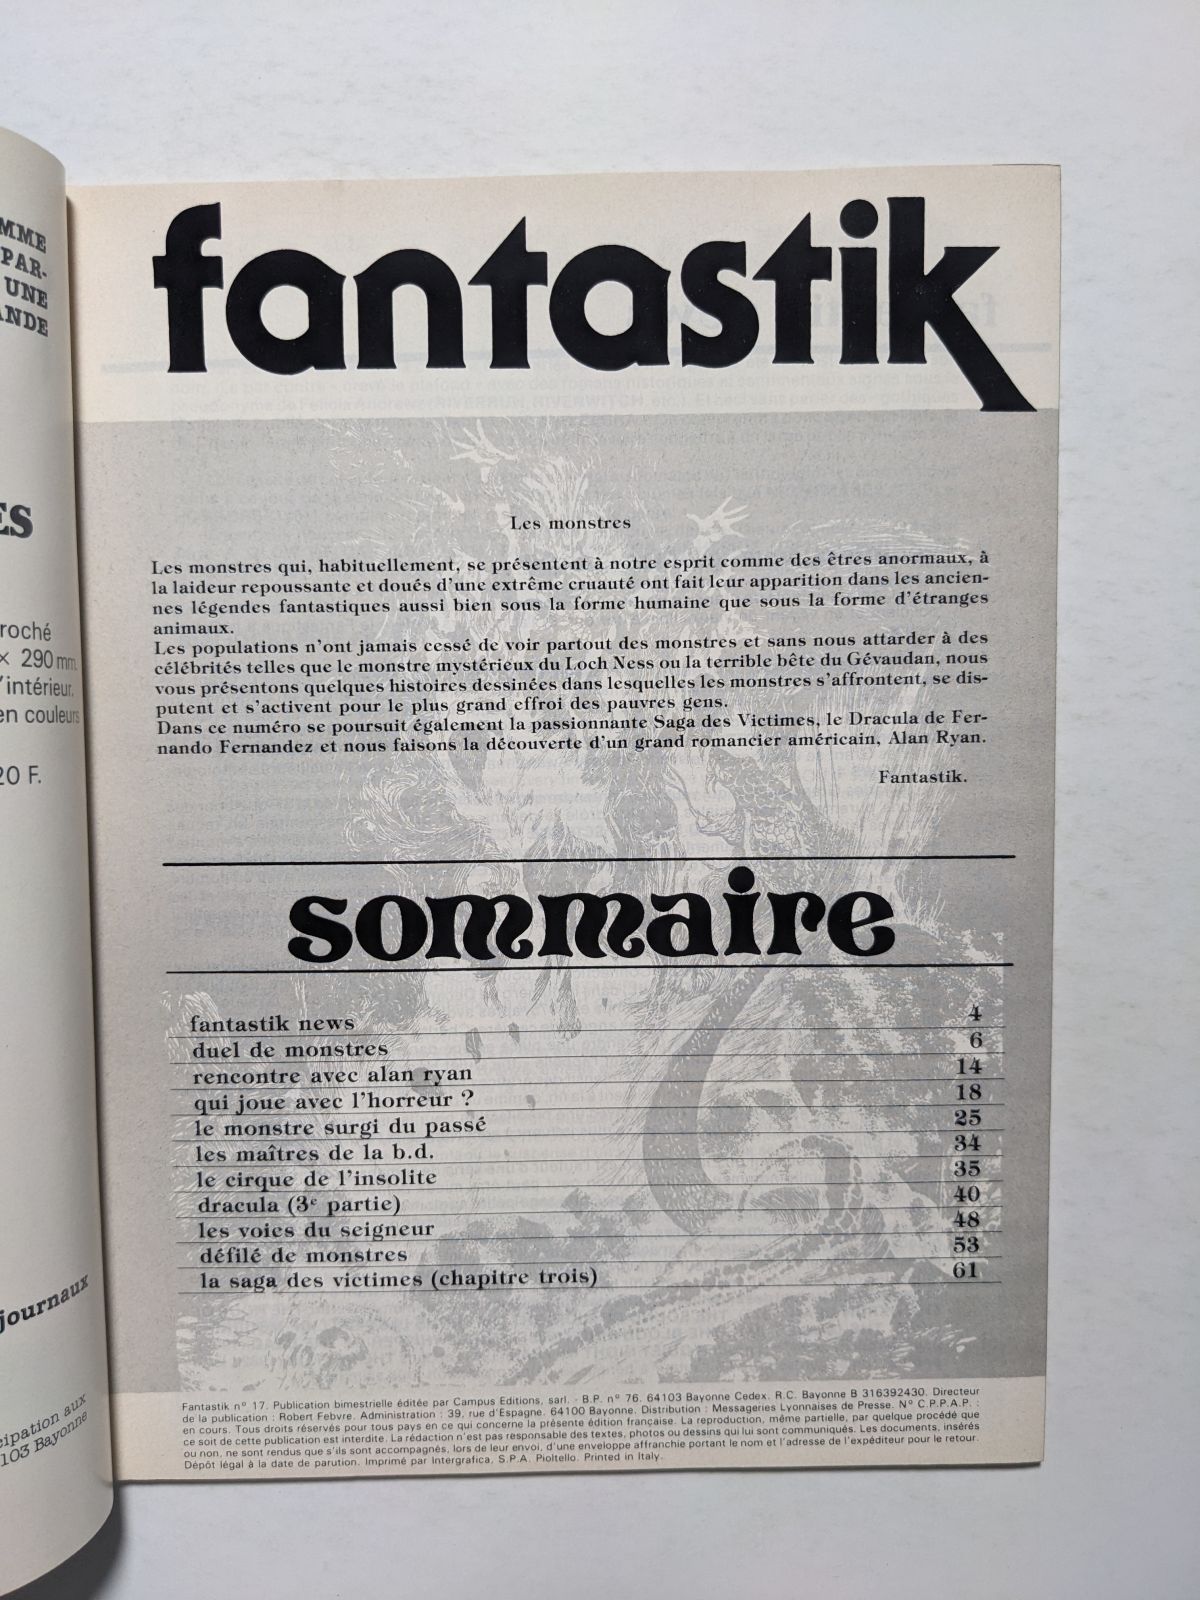 MME
PAR-
UNE
ANDE
ES
roché
× 290 mm.
l'intérieur.
en couleurs
20 F.
journaux
cipation aux
103 Bayonne
fantastik
Les monstres
Les monstres qui, habituellement, se présentent à notre esprit comme des êtres anormaux, à
la laideur repoussante et doués d'une extrême cruauté ont fait leur apparition dans les ancien-
nes légendes fantastiques aussi bien sous la forme humaine que sous la forme d'étranges
animaux.
Les populations n'ont jamais cessé de voir partout des monstres et sans nous attarder à des
célébrités telles que le monstre mystérieux du Loch Ness ou la terrible bête du Gévaudan, nous
vous présentons quelques histoires dessinées dans lesquelles les monstres s'affrontent, se dis-
putent et s'activent pour le plus grand effroi des pauvres gens.
Dans ce numéro se poursuit également la passionnante Saga des Victimes, le Dracula de Fer-
nando Fernandez et nous faisons la découverte d'un grand romancier américain, Alan Ryan.
Fantastik.
sommaire
fantastik news 4
duel de monstres 6
rencontre avec alan ryan 14
qui joue avec l'horreur ? 18
le monstre surgi du passé 25
les maîtres de la b.d. 34
le cirque de l'insolite 35
dracula (3e partie) 40
les voies du seigneur 48
défilé de monstres 53
la saga des victimes (chapitre trois) 61
Fantastik nº 17. Publication bimestrielle éditée par Campus Editions, sarl. - B.P. nº 76. 64103 Bayonne Cedex. R.C. Bayonne B 316392430. Directeur
de la publication : Robert Febvre. Administration : 39, rue d'Espagne. 64100 Bayonne. Distribution : Messageries Lyonnaises de Presse. Nº C.P.P.A.P. :
en cours. Tous droits réservés pour tous pays en ce qui concerne la présente édition française. La reproduction, même partielle, par quelque procédé que
ce soit de cette publication est interdite. La rédaction n'est pas responsable des textes, photos ou dessins qui lui sont communiqués. Les documents, insérés
ou non, ne sont rendus que s'ils sont accompagnés, lors de leur envoi, d'une enveloppe affranchie portant le nom et l'adresse de l'expéditeur pour le retour.
Dépôt légal à la date de parution. Imprimé par Intergrafica, S.P.A. Pioltello. Printed in Italy.